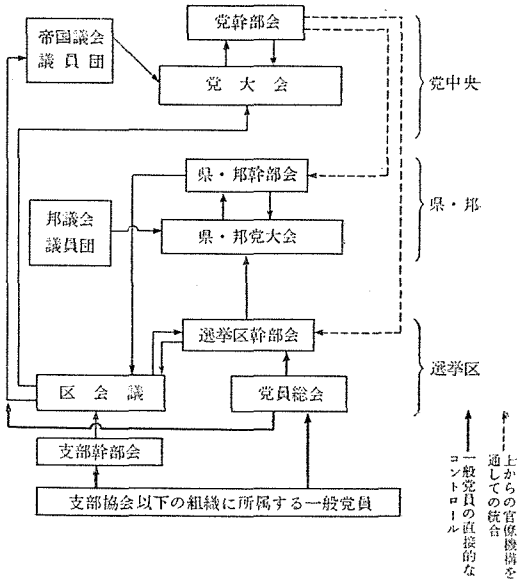 党幹部会
帝国議会
議員団
党大会
党中央
県・邦幹部会
県・邦
邦議会
議員団
県・邦党大会
選挙区幹部会
選挙区
区会議
党員総会
支部幹部会
支部協会以下の組織に所属する一般党員
上からの官僚機構を
通しての統合
一般党員の直接的な
コントロール